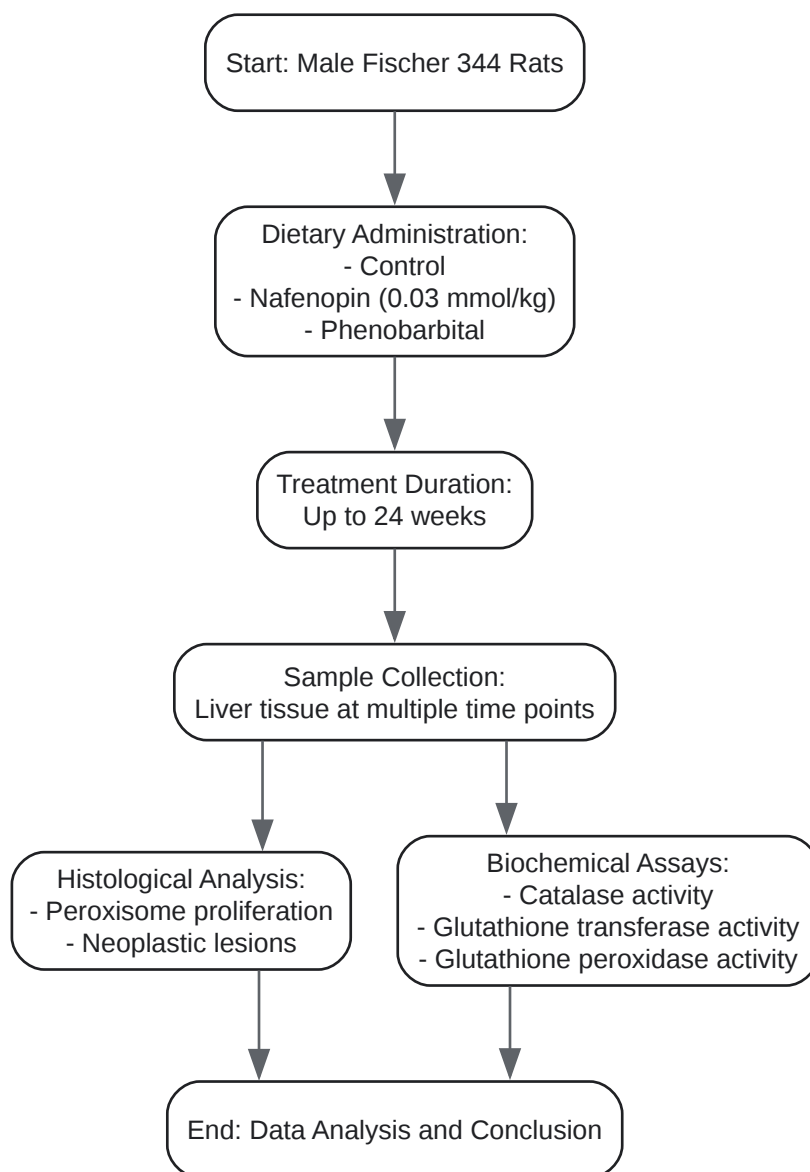 Start: Male Fischer 344 Rats
Dietary Administration:
- Control
- Nafenopin (0.03 mmol/kg)
- Phenobarbital
Treatment Duration:
Up to 24 weeks
Sample Collection:
Liver tissue at multiple time points
Histological Analysis:
- Peroxisome proliferation
- Neoplastic lesions
Biochemical Assays:
- Catalase activity
- Glutathione transferase activity
- Glutathione peroxidase activity
End: Data Analysis and Conclusion